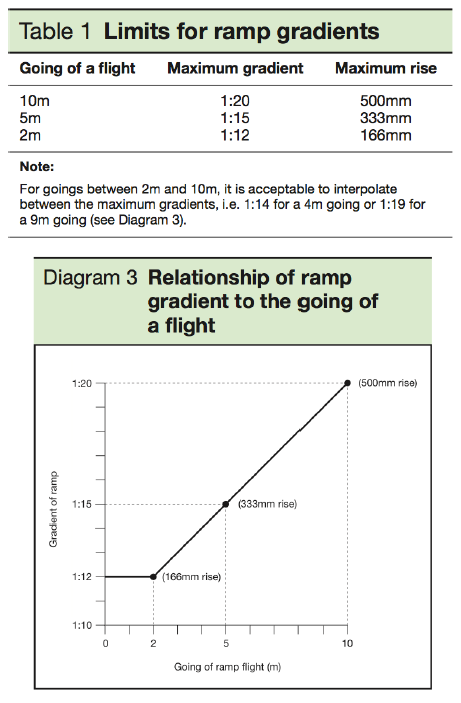 Table 1 Limits for ramp gradients
Going of a flight Maximum gradient Maximum rise
10m 1:20 500mm
5m 1:15 333mm
2m 1:12 166mm
Note:
For goings between 2m and 10m, it is acceptable to interpolate
between the maximum gradients, i.e. 1:14 for a 4m going or 1:19 for
a 9m going (see Diagram 3).
Diagram 3 Relationship of ramp
gradient to the going of
a flight
1:20
(500mm rise)
Gradient of ramp
1:15
(333mm rise)
1:12
(166mm rise)
1:10
0 2 5 10
Going of ramp flight (m)